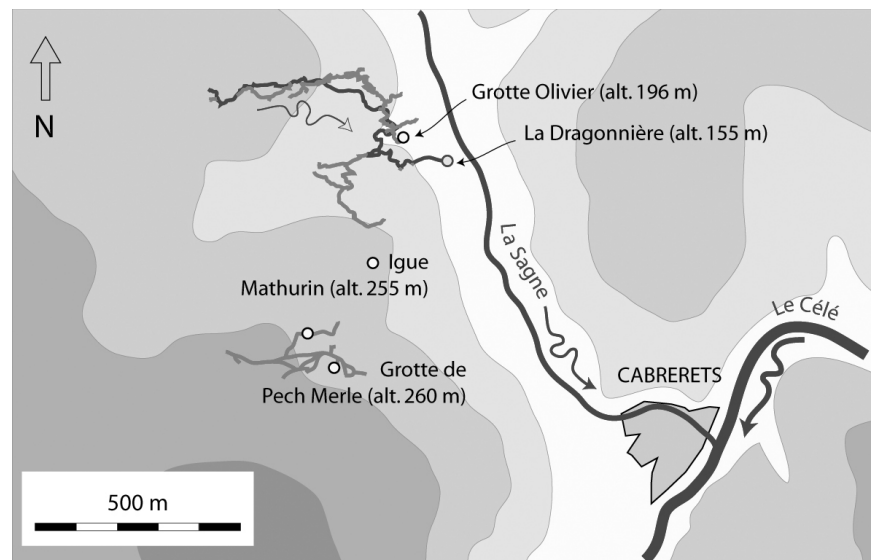 N
Grotte Olivier (alt. 196 m)
La Dragonnière (alt. 155 m)
La Sagne
Igue
Mathurin (alt. 255 m)
Le Célé
Grotte de
Pech Merle (alt. 260 m)
CABRERETS
500 m